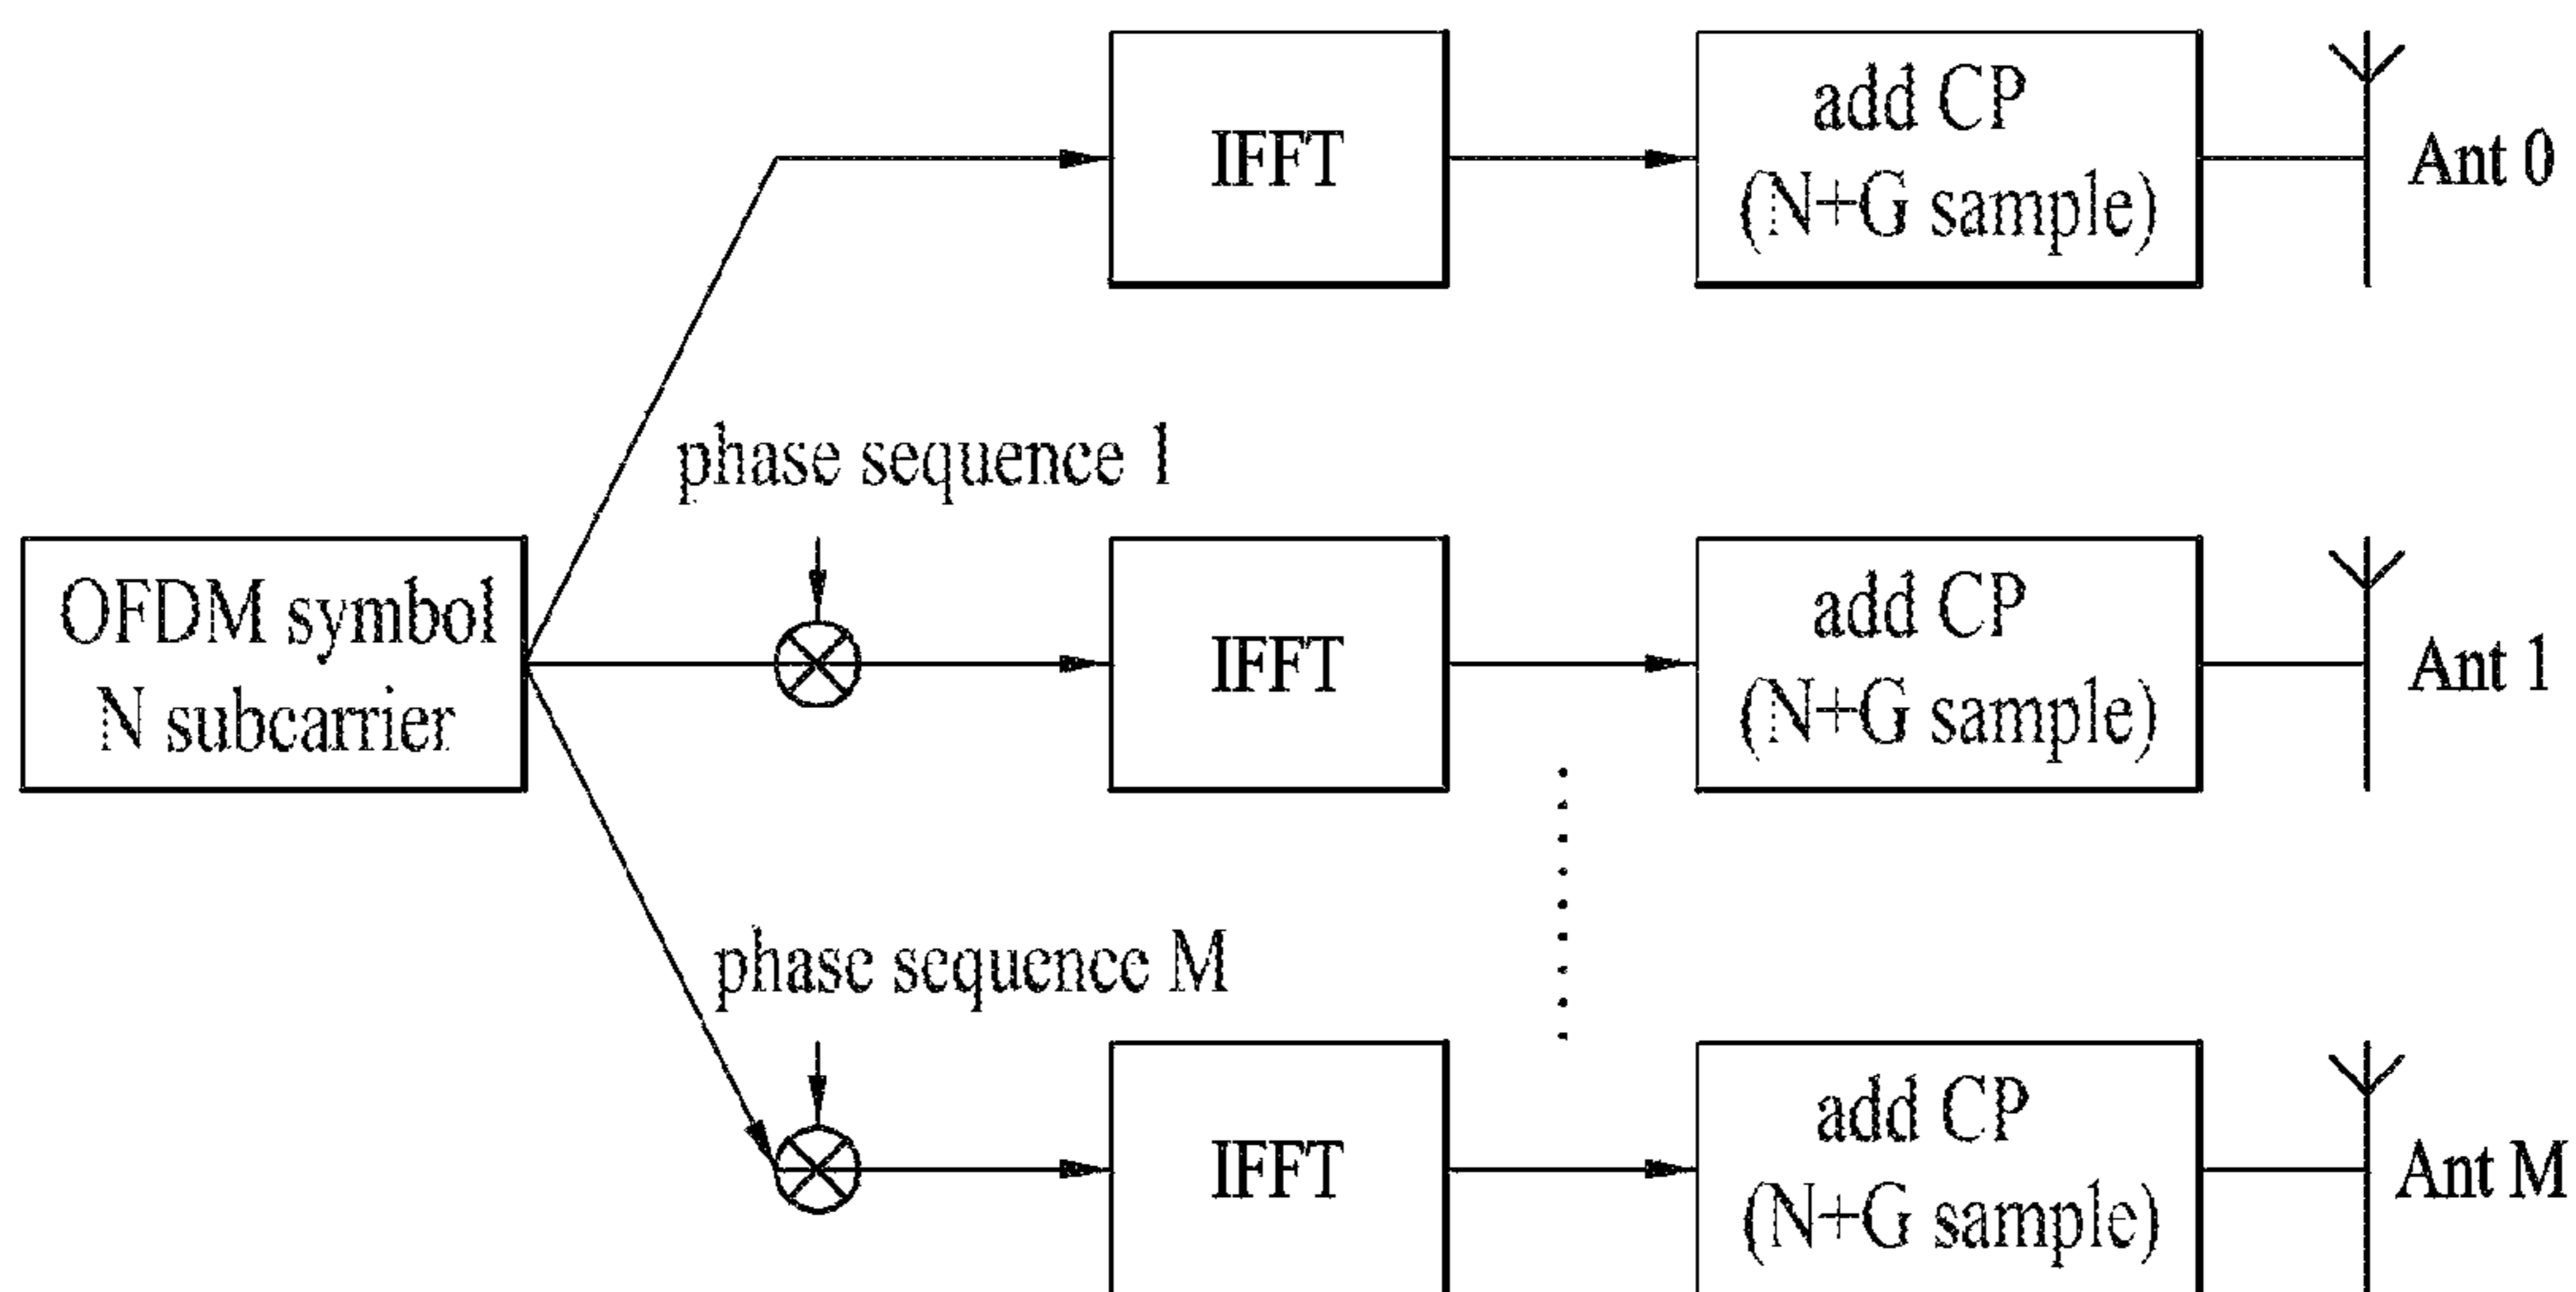 IFFT
add CP
(N+G sample)
Ant 0
phase sequence 1
OFDM symbol
N subcarrier
IFFT
add CP
(N+G sample)
Ant 1
phase sequence M
IFFT
add CP
(N+G sample)
Ant M